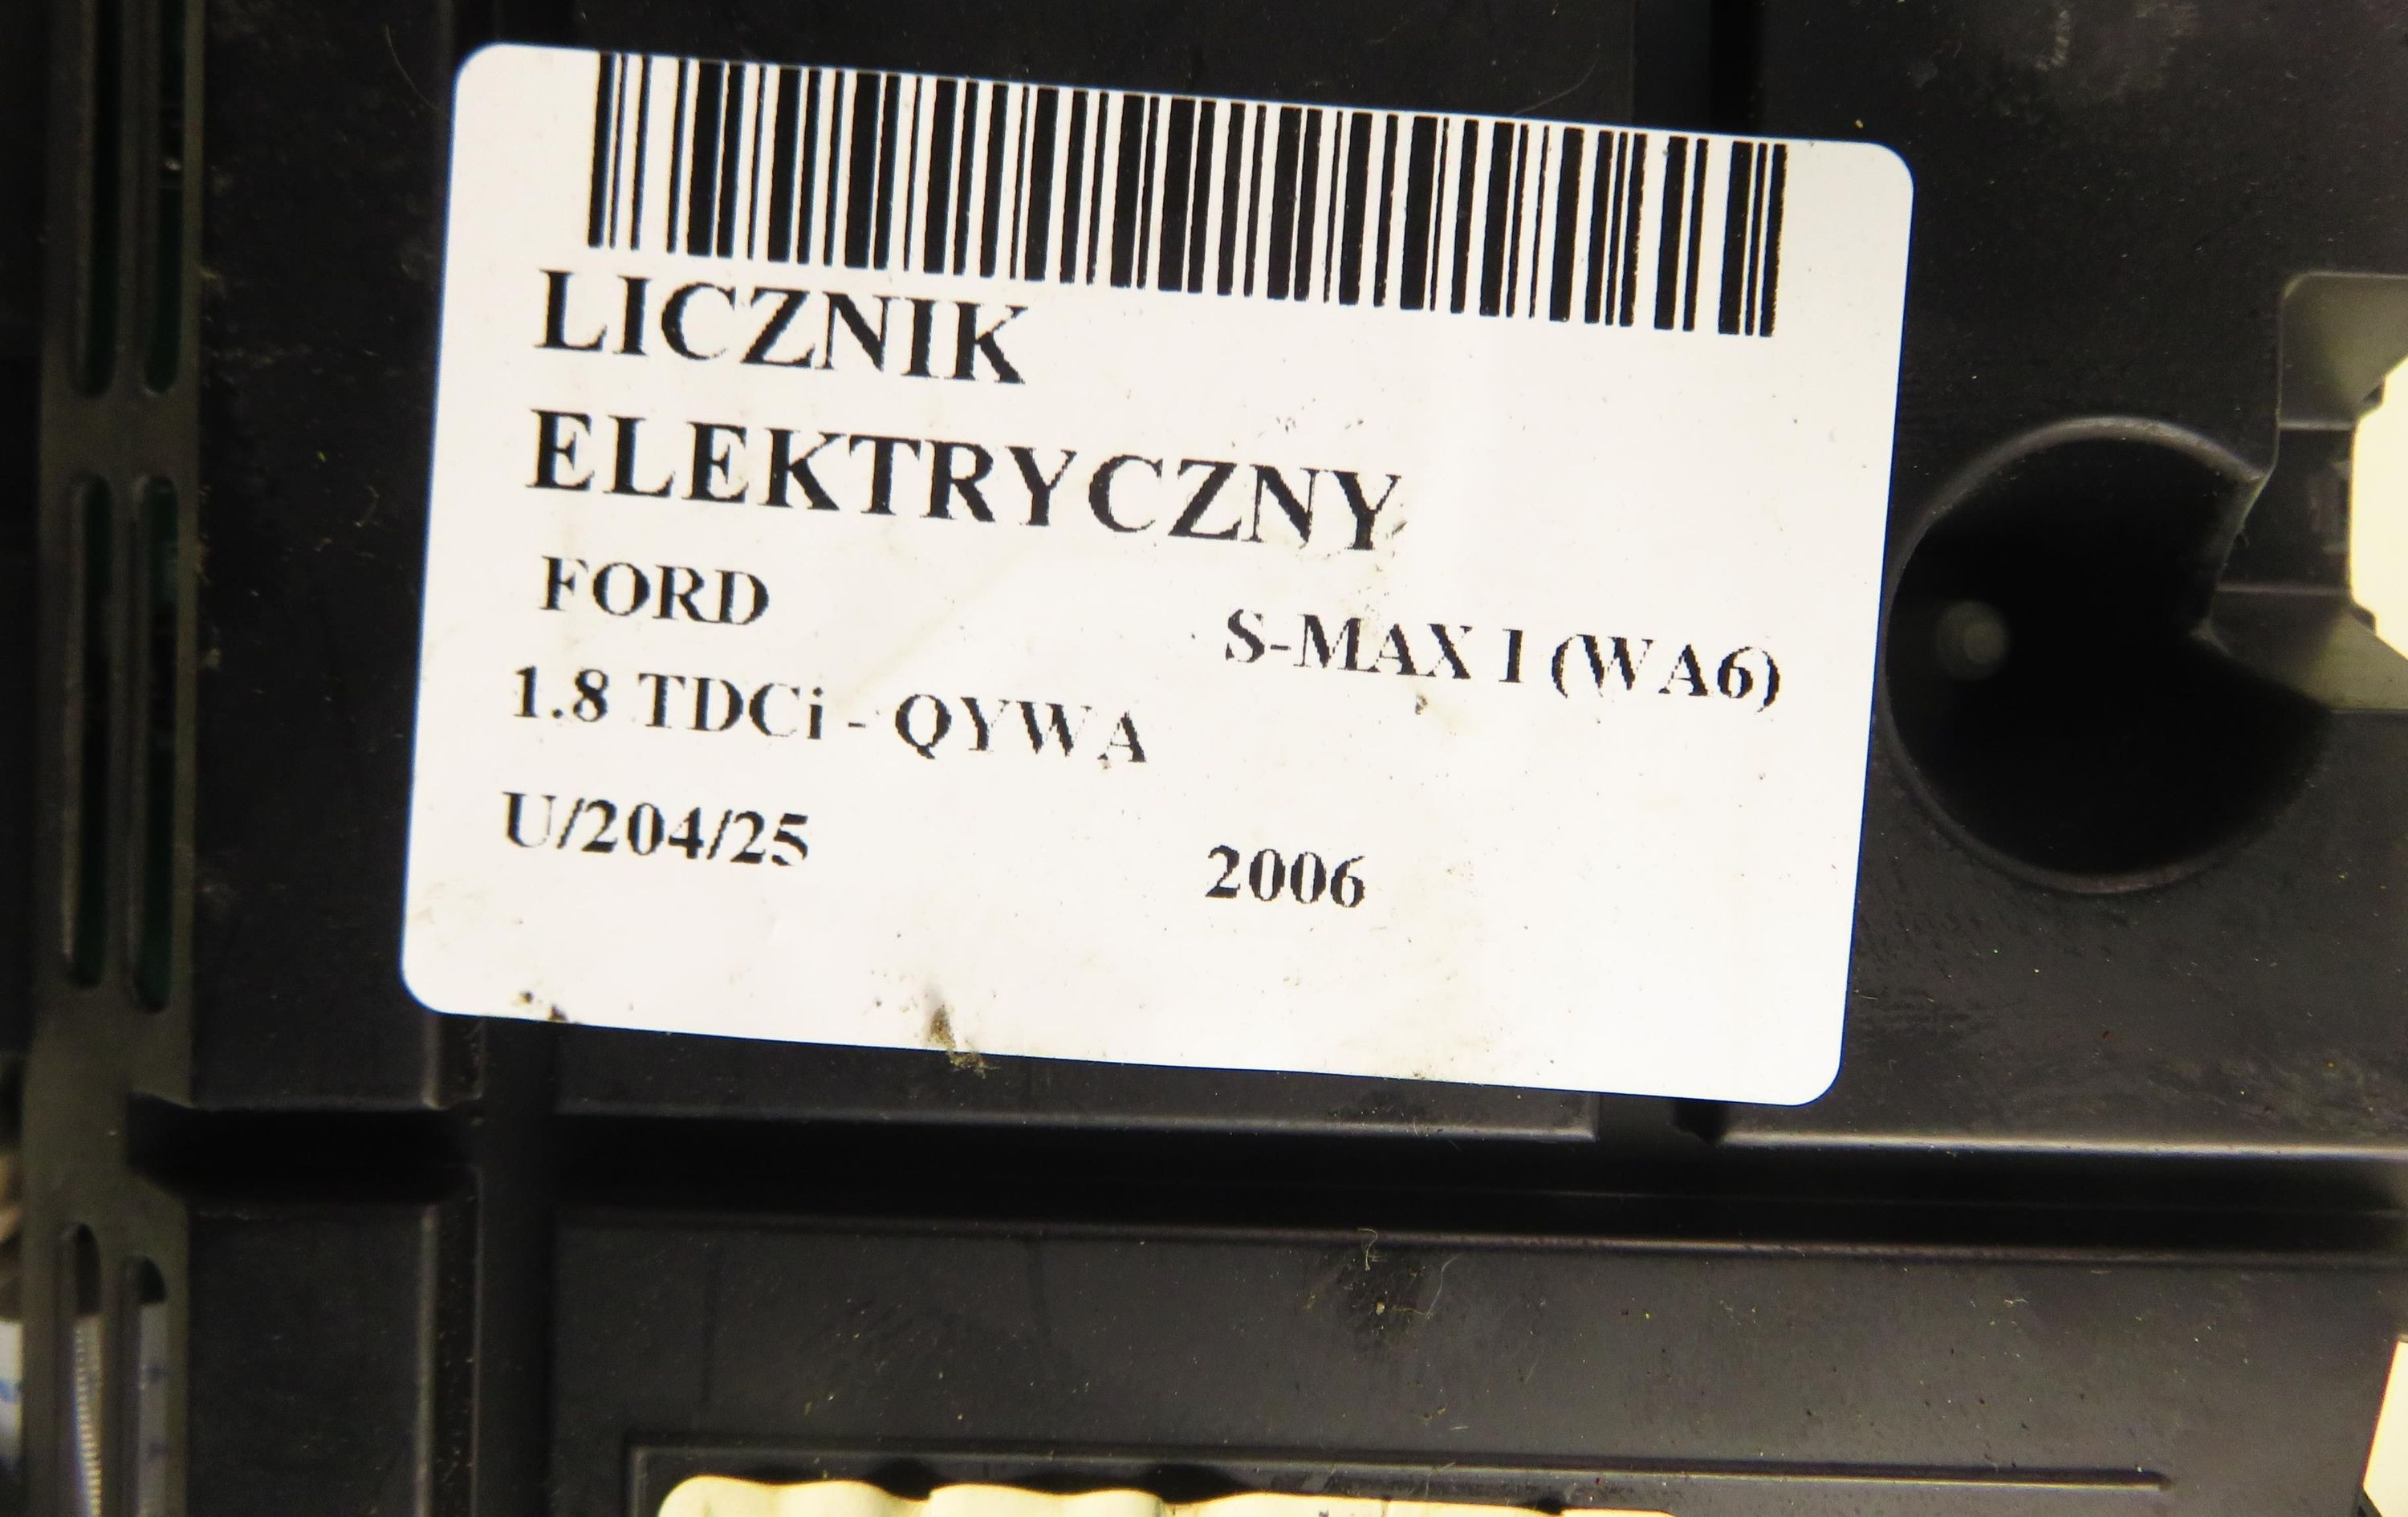 LICZNIK
ELEKTRYCZNY
FORD S-MAX I (WA6)
1.8 TDCi - QYWA
U/204/25 2006